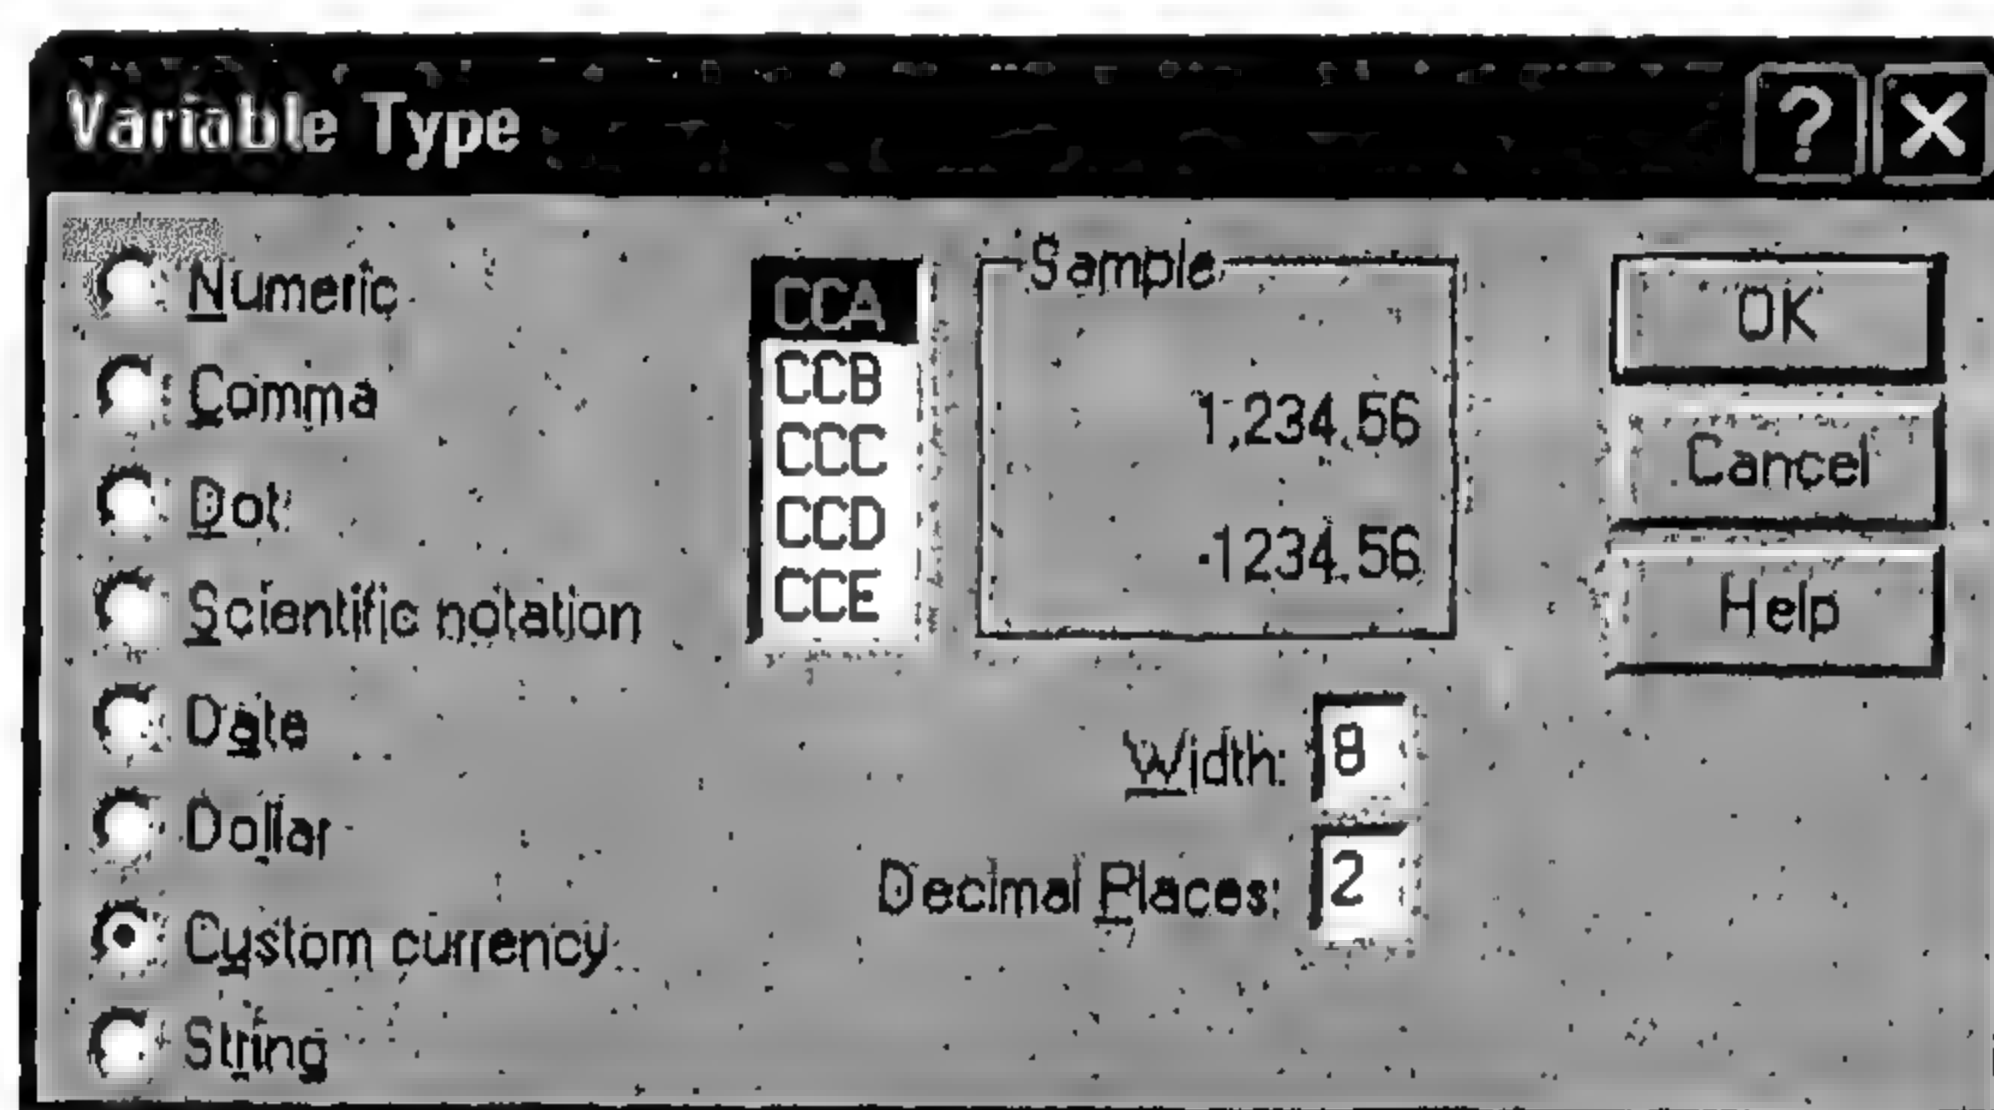 Variable Type
Numeric
Comma
Dot
Scientific notation
Date
Dollar
Custom currency
String
CCA
CCB
CCC
CCD
CCE
Sample
1,234.56
-1234.56
Width: 8
Decimal Places: 2
OK
Cancel
Help